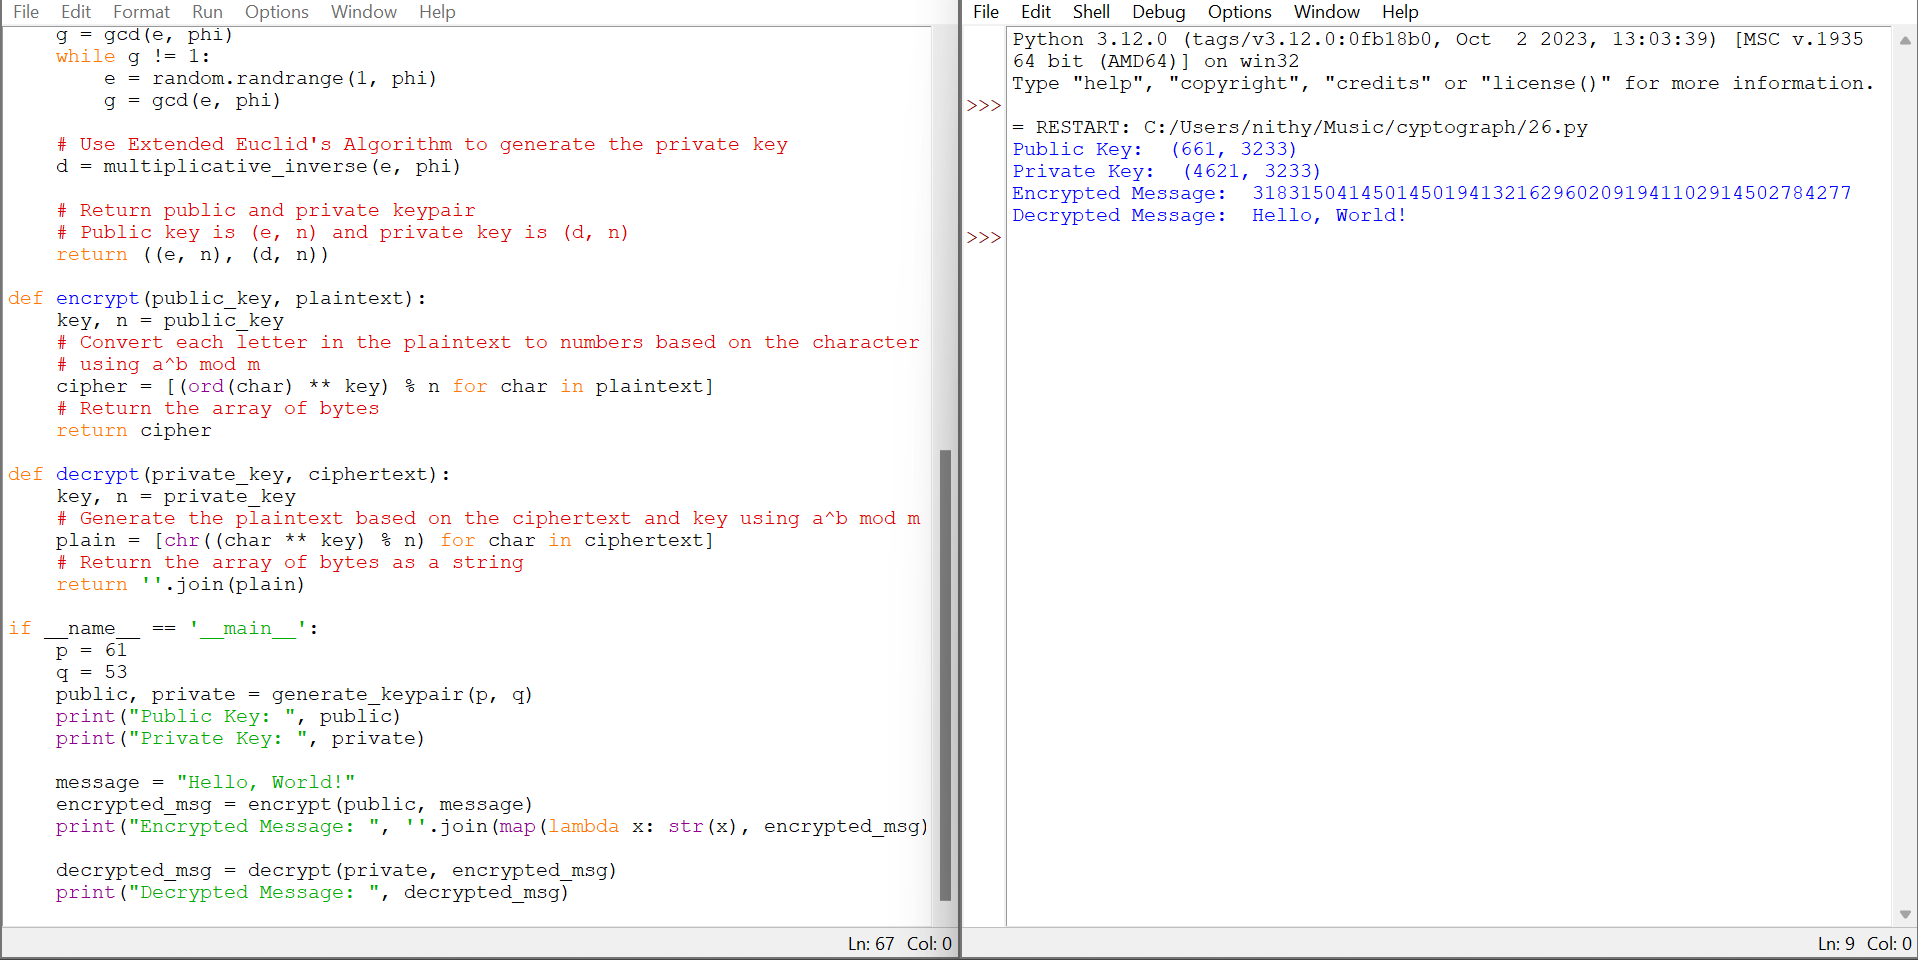 File Edit Format Run Options Window Help
    g = gcd(e, phi)
    while g != 1:
        e = random.randrange(1, phi)
        g = gcd(e, phi)

    # Use Extended Euclid's Algorithm to generate the private key
    d = multiplicative_inverse(e, phi)

    # Return public and private keypair
    # Public key is (e, n) and private key is (d, n)
    return ((e, n), (d, n))

def encrypt(public_key, plaintext):
    key, n = public_key
    # Convert each letter in the plaintext to numbers based on the character
    # using a^b mod m
    cipher = [(ord(char) ** key) % n for char in plaintext]
    # Return the array of bytes
    return cipher

def decrypt(private_key, ciphertext):
    key, n = private_key
    # Generate the plaintext based on the ciphertext and key using a^b mod m
    plain = [chr((char ** key) % n) for char in ciphertext]
    # Return the array of bytes as a string
    return ''.join(plain)

if __name__ == '__main__':
    p = 61
    q = 53
    public, private = generate_keypair(p, q)
    print("Public Key: ", public)
    print("Private Key: ", private)

    message = "Hello, World!"
    encrypted_msg = encrypt(public, message)
    print("Encrypted Message: ", ''.join(map(lambda x: str(x), encrypted_msg)

    decrypted_msg = decrypt(private, encrypted_msg)
    print("Decrypted Message: ", decrypted_msg)
Ln: 67 Col: 0
File Edit Shell Debug Options Window Help
Python 3.12.0 (tags/v3.12.0:0fb18b0, Oct  2 2023, 13:03:39) [MSC v.1935
64 bit (AMD64)] on win32
Type "help", "copyright", "credits" or "license()" for more information.
>>>
= RESTART: C:/Users/nithy/Music/cyptograph/26.py
Public Key:  (661, 3233)
Private Key:  (4621, 3233)
Encrypted Message:  31831504145014501941321629602091941102914502784277
Decrypted Message:  Hello, World!
>>>
Ln: 9 Col: 0